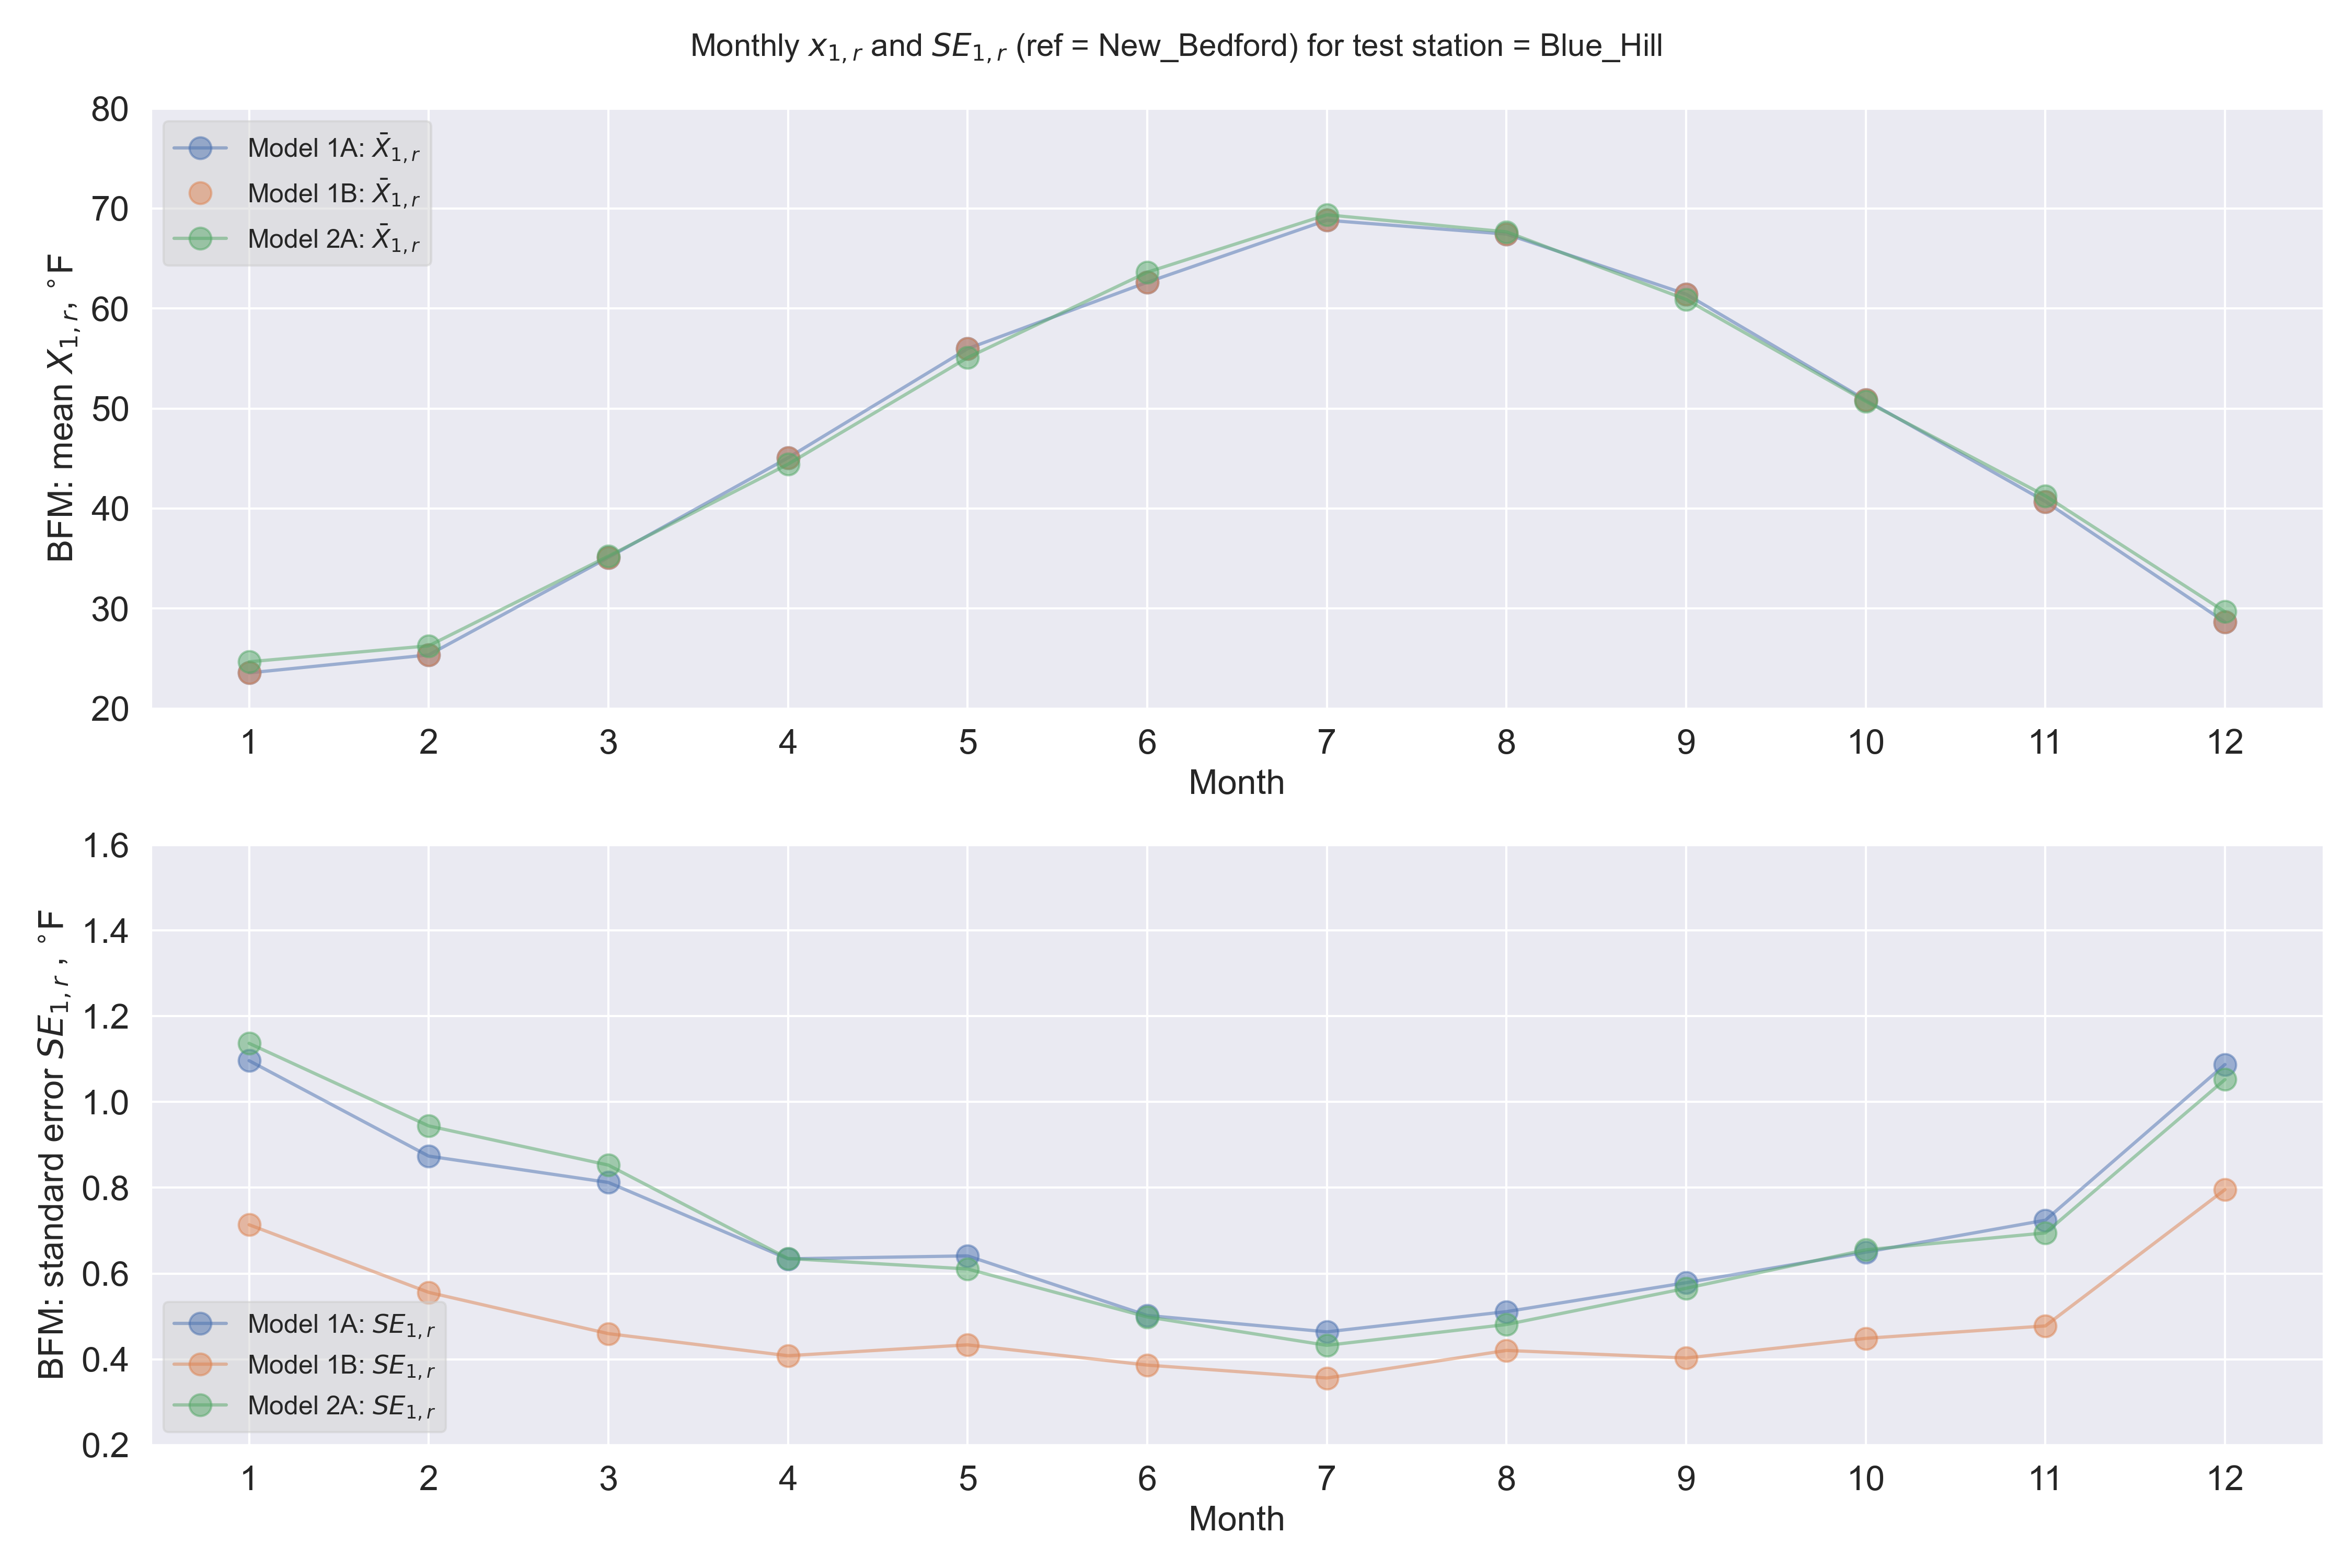 Monthly x₁,ᵣ and SE₁,ᵣ (ref = New_Bedford) for test station = Blue_Hill
BFM: mean X₁,ᵣ, °F
80
70
60
50
40
30
20
Model 1A: X̄₁,ᵣ
Model 1B: X̄₁,ᵣ
Model 2A: X̄₁,ᵣ
1 2 3 4 5 6 7 8 9 10 11 12
Month
BFM: standard error SE₁,ᵣ , °F
1.6
1.4
1.2
1.0
0.8
0.6
0.4
0.2
Model 1A: SE₁,ᵣ
Model 1B: SE₁,ᵣ
Model 2A: SE₁,ᵣ
1 2 3 4 5 6 7 8 9 10 11 12
Month